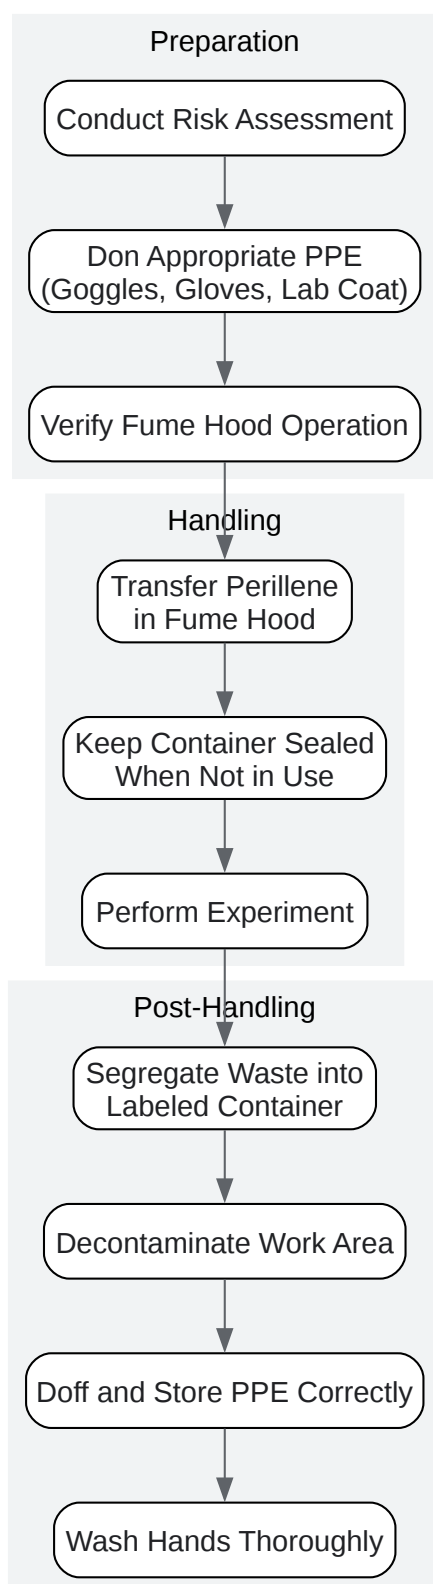 Preparation
Conduct Risk Assessment
Don Appropriate PPE
(Goggles, Gloves, Lab Coat)
Verify Fume Hood Operation
Handling
Transfer Perillene
in Fume Hood
Keep Container Sealed
When Not in Use
Perform Experiment
Post-Handling
Segregate Waste into
Labeled Container
Decontaminate Work Area
Doff and Store PPE Correctly
Wash Hands Thoroughly